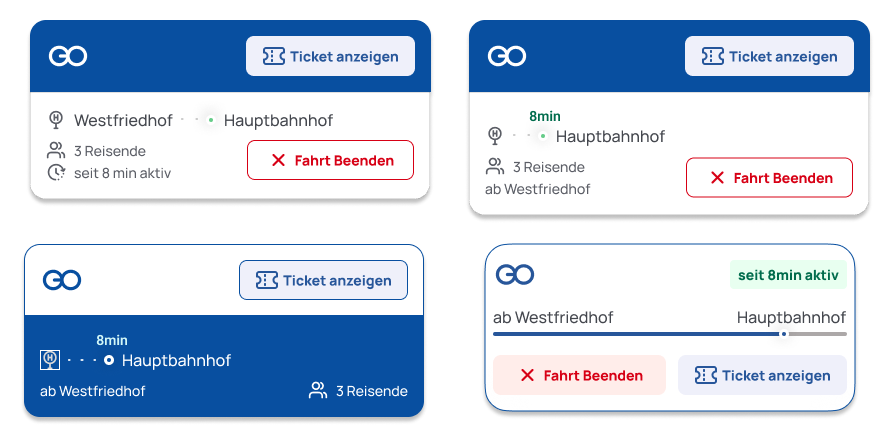 GO
Ticket anzeigen
H
Westfriedhof
Hauptbahnhof
3 Reisende
seit 8 min aktiv
Fahrt Beenden
GO
Ticket anzeigen
8min
H
Hauptbahnhof
3 Reisende
ab Westfriedhof
Fahrt Beenden
GO
Ticket anzeigen
8min
H
Hauptbahnhof
ab Westfriedhof
3 Reisende
GO
seit 8min aktiv
ab Westfriedhof
Hauptbahnhof
Fahrt Beenden
Ticket anzeigen